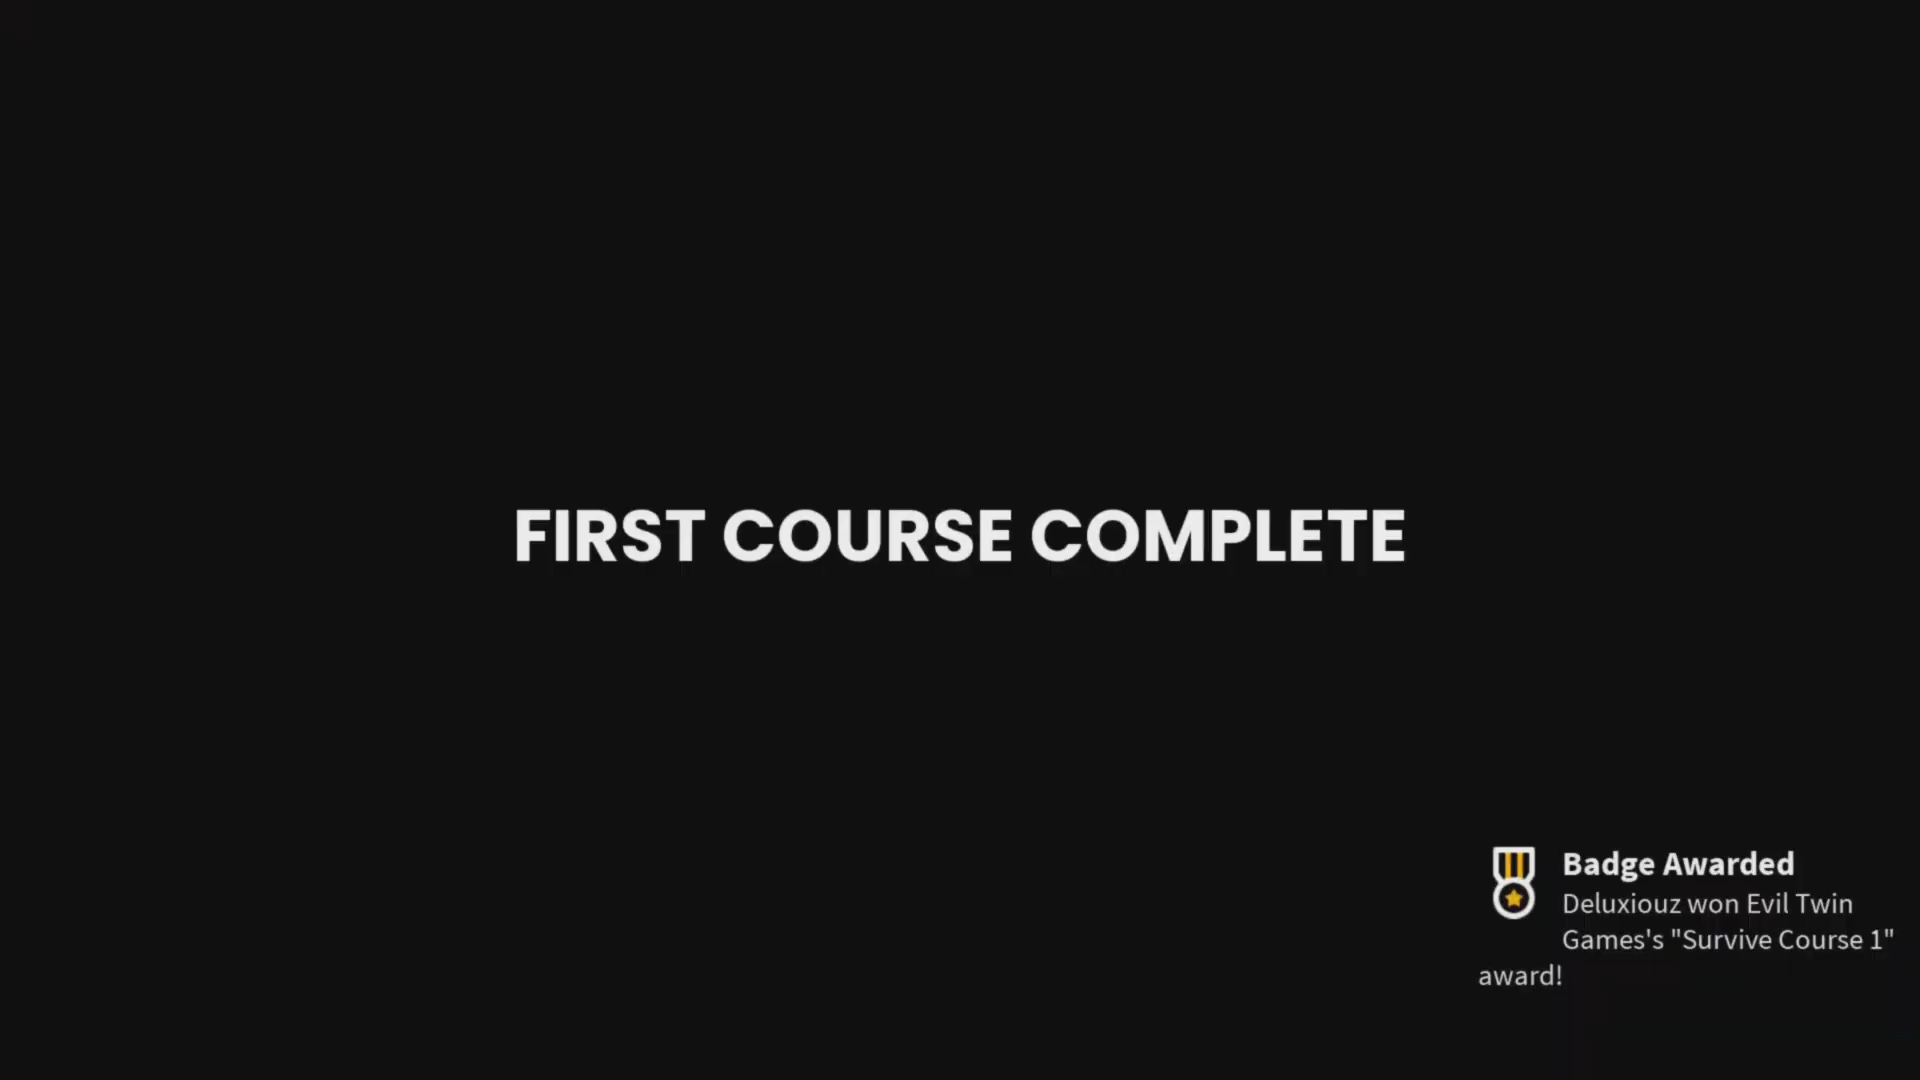 FIRST COURSE COMPLETE
Badge Awarded
Deluxiouz won Evil Twin
Games's "Survive Course 1"
award!